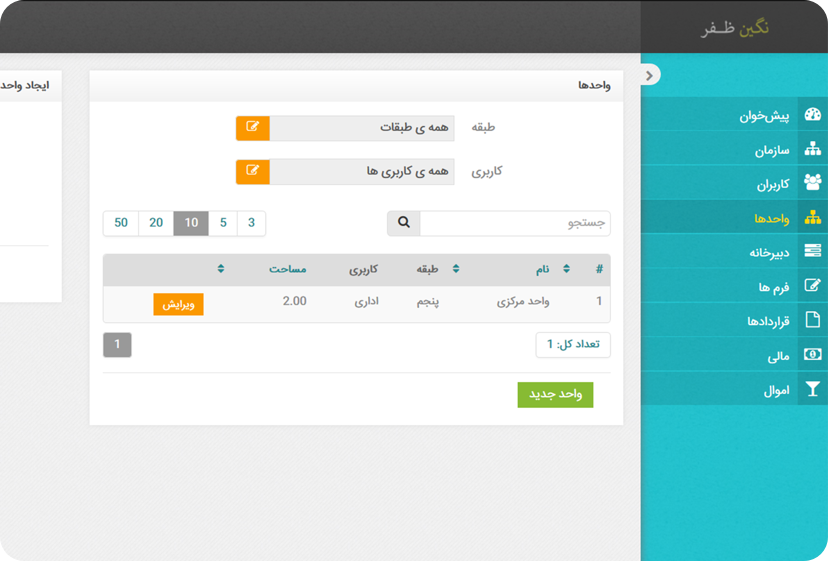 نگین ظـفر
پیش‌خوان
سازمان
کاربران
واحدها
دبیرخانه
فرم ها
قراردادها
مالی
اموال
واحدها
طبقه
همه ی طبقات
کاربری
همه ی کاربری ها
جستجو
3 5 10 20 50
# نام طبقه کاربری مساحت
1 واحد مرکزی پنجم اداری 2.00 ویرایش
تعداد کل: 1
1
واحد جدید
ایجاد واحد